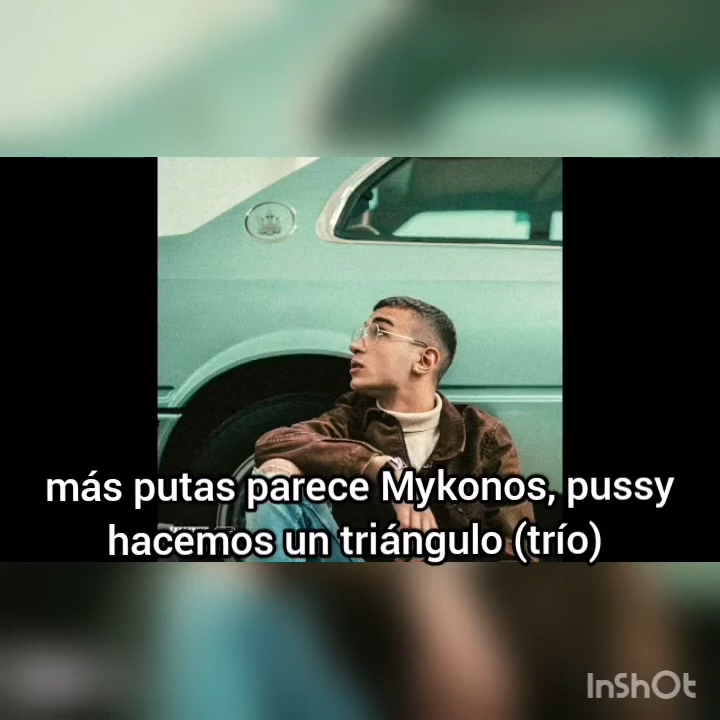 más putas parece Mykonos, pussy
hacemos un triángulo (trío)
InShOt